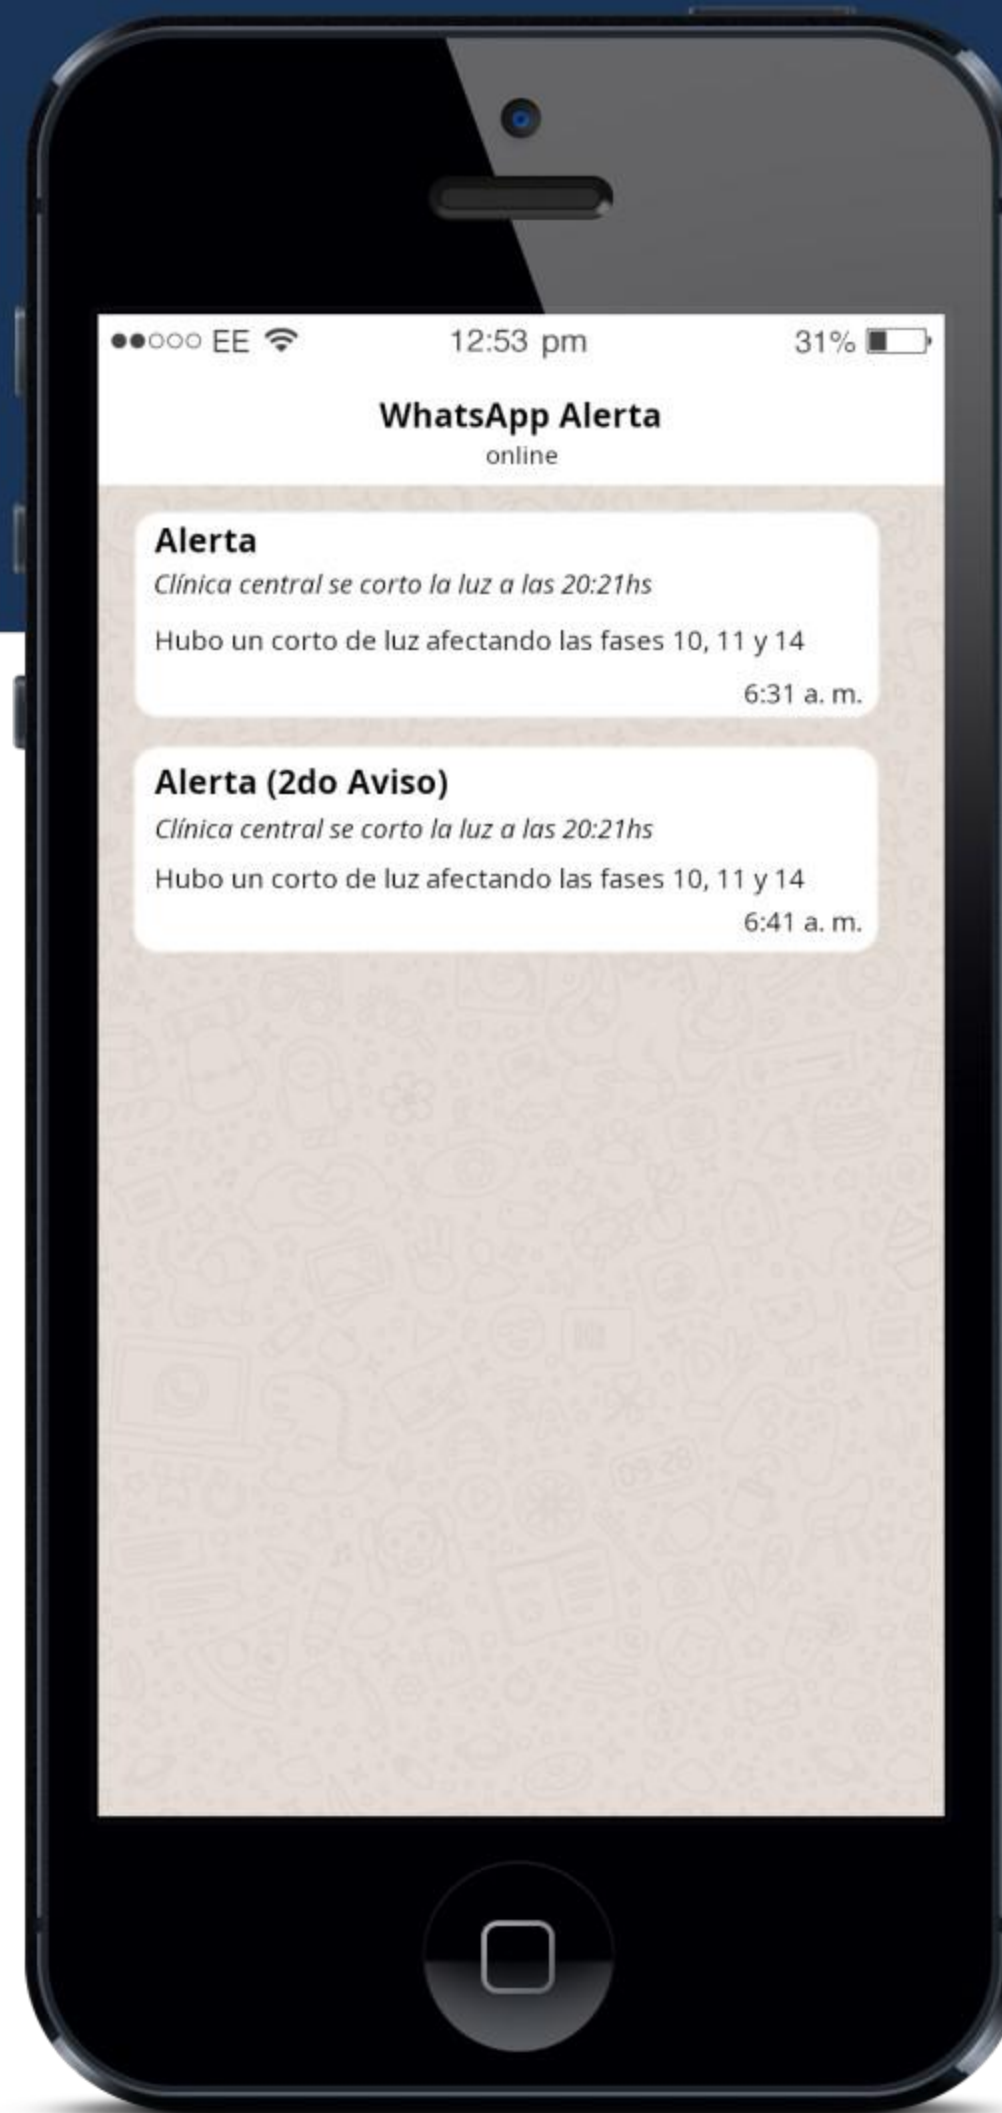 EE
12:53 pm
31%
WhatsApp Alerta
online
Alerta
Clínica central se corto la luz a las 20:21hs
Hubo un corto de luz afectando las fases 10, 11 y 14
6:31 a. m.
Alerta (2do Aviso)
Clínica central se corto la luz a las 20:21hs
Hubo un corto de luz afectando las fases 10, 11 y 14
6:41 a. m.
09:28